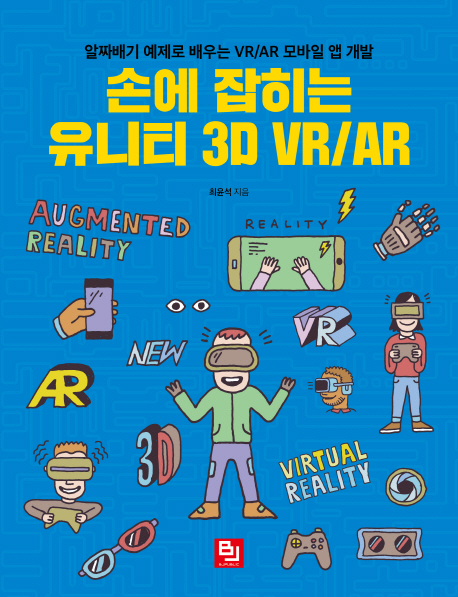 알짜배기 예제로 배우는 VR/AR 모바일 앱 개발
손에 잡히는
유니티 3D VR/AR
최윤석 지음
AUGMENTED
REALITY
REALITY
VR
NEW
AR
3D
VIRTUAL
REALITY
BJ
BJPUBLIC